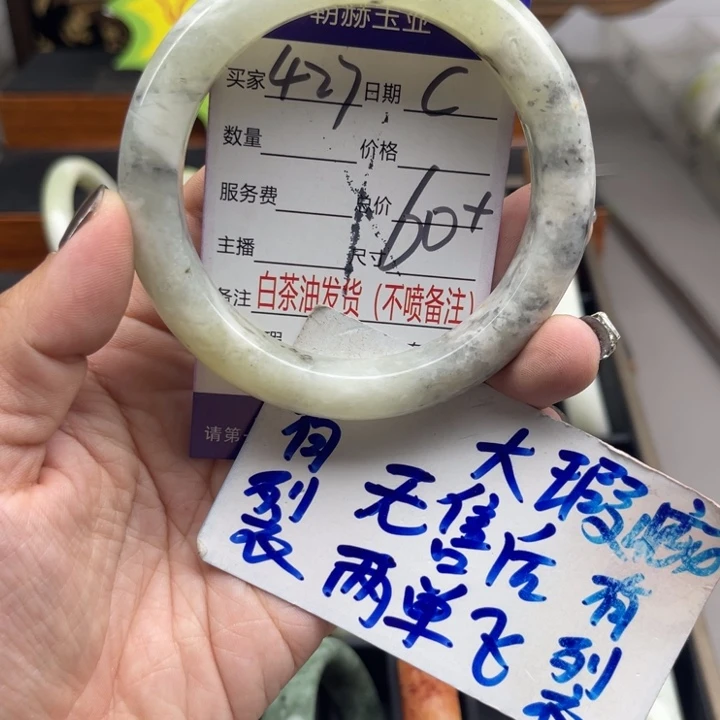 朝赫玉业
买家 427 日期 C
数量 价格
服务费 总价
主播 尺寸 60+
备注 白茶油发货（不喷备注）
请第一
大瑕疵
无售后
两单飞
有裂
有裂